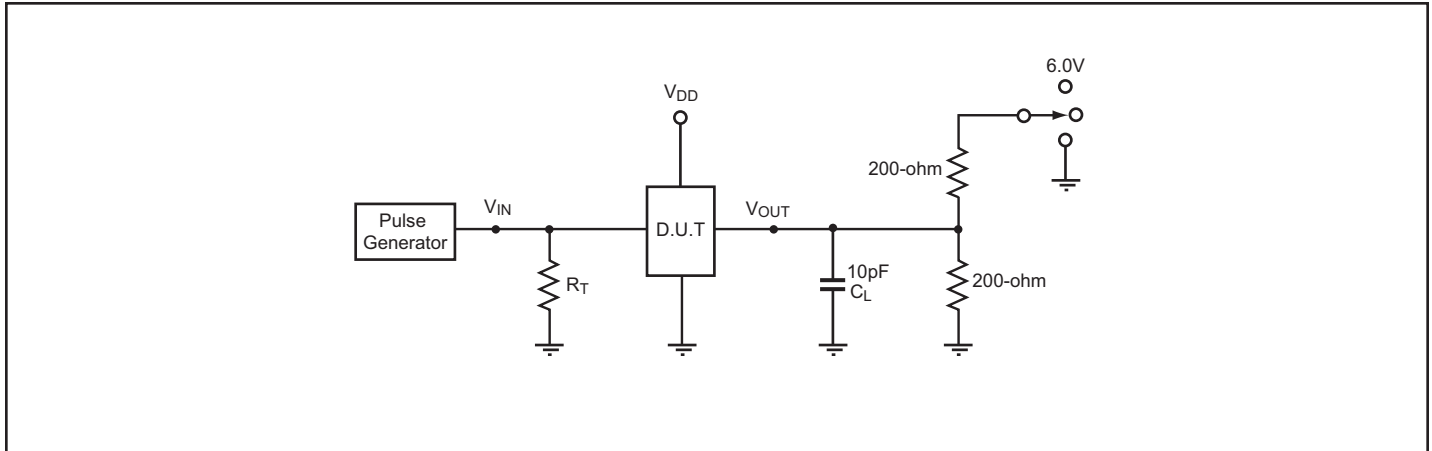 6.0V
VDD
200-ohm
Pulse
Generator
VIN
D.U.T
VOUT
RT
10pF
CL
200-ohm